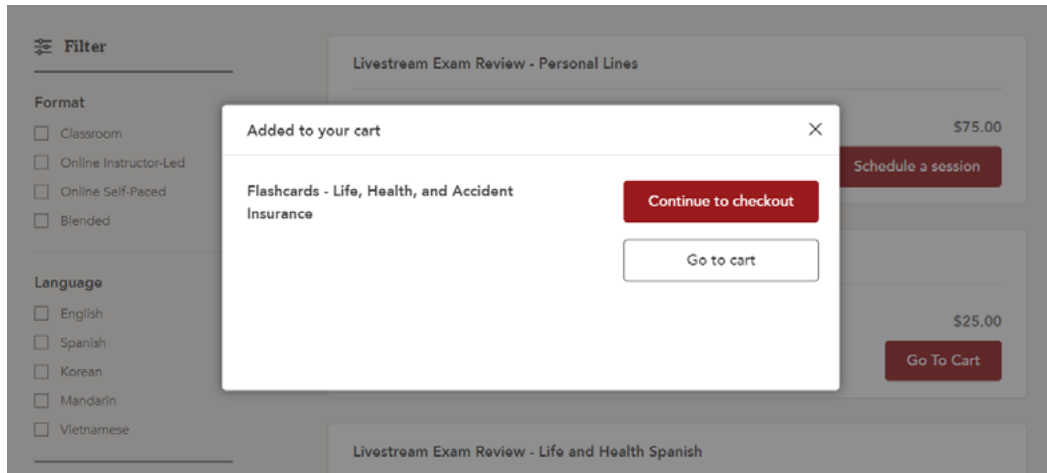 Filter
Format
Classroom
Online Instructor-Led
Online Self-Paced
Blended
Language
English
Spanish
Korean
Mandarin
Vietnamese
Livestream Exam Review - Personal Lines
$75.00
Schedule a session
Added to your cart
Flashcards - Life, Health, and Accident
Insurance
Continue to checkout
Go to cart
$25.00
Go To Cart
Livestream Exam Review - Life and Health Spanish